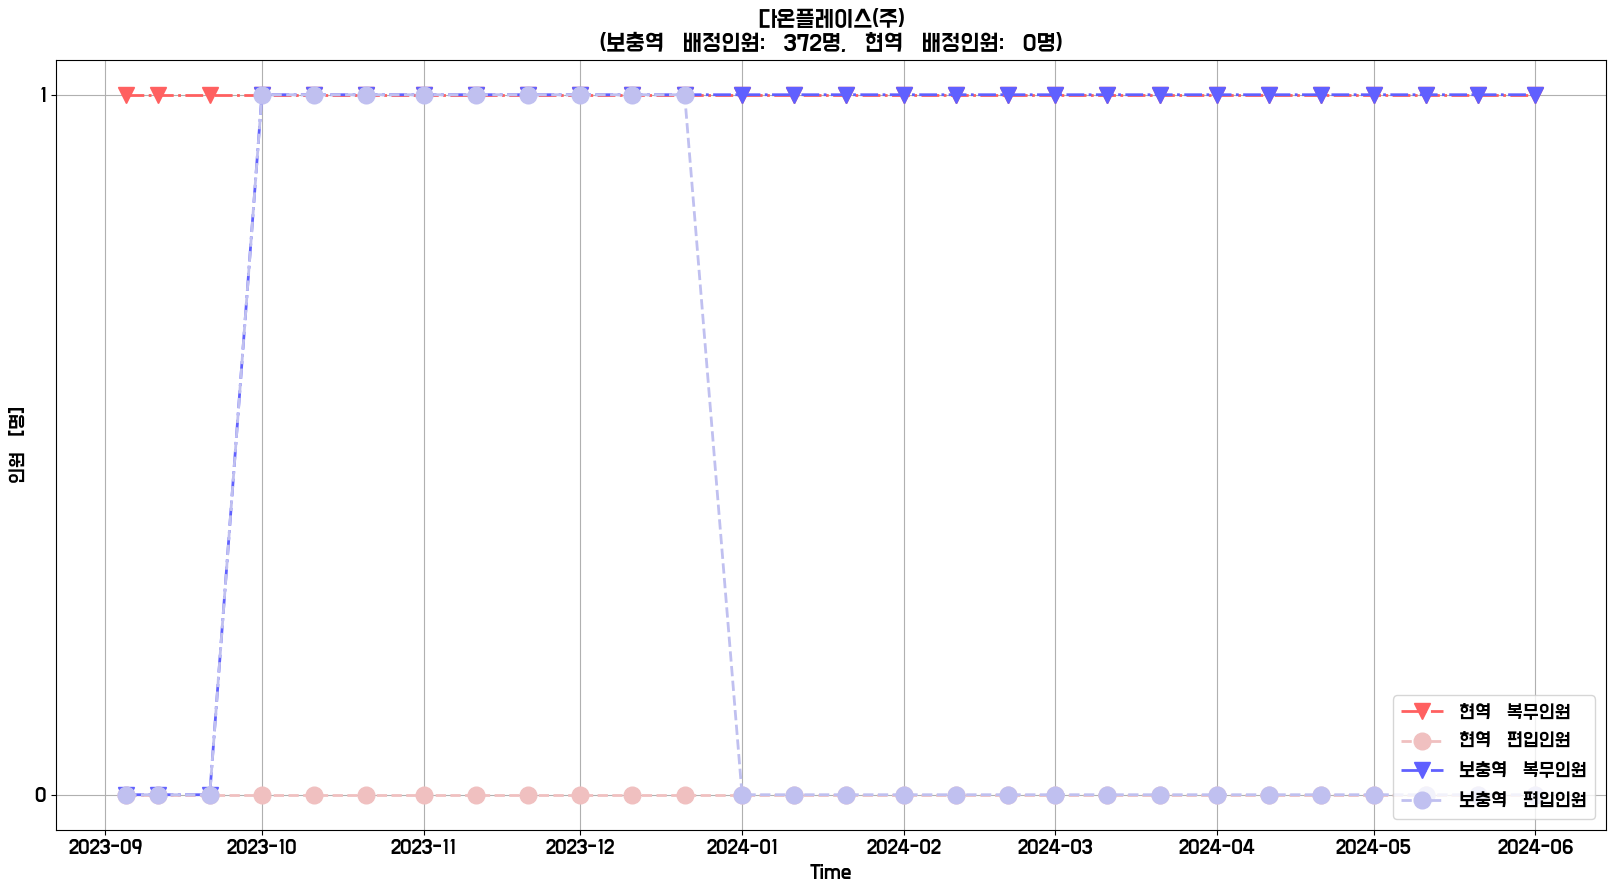 다온플레이스(주)
(보충역 배정인원: 372명, 현역 배정인원: 0명)
1
0
인원 [명]
2023-09 2023-10 2023-11 2023-12 2024-01 2024-02 2024-03 2024-04 2024-05 2024-06
Time
현역 복무인원
현역 편입인원
보충역 복무인원
보충역 편입인원